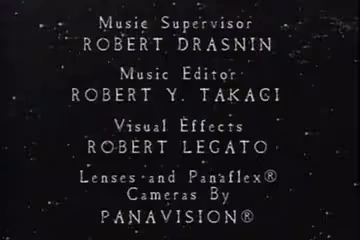 Music Supervisor
ROBERT DRASNIN
Music Editor
ROBERT Y. TAKAGI
Visual Effects
ROBERT LEGATO
Lenses and Panaflex®
Cameras By
PANAVISION®